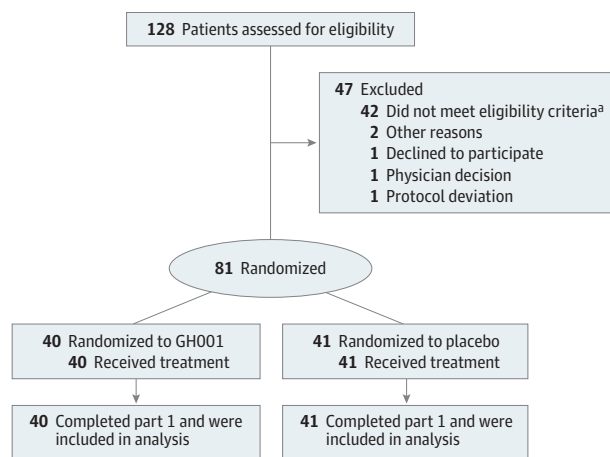 128 Patients assessed for eligibility
47 Excluded
42 Did not meet eligibility criteriaᵃ
2 Other reasons
1 Declined to participate
1 Physician decision
1 Protocol deviation
81 Randomized
40 Randomized to GH001
40 Received treatment
41 Randomized to placebo
41 Received treatment
40 Completed part 1 and were
included in analysis
41 Completed part 1 and were
included in analysis